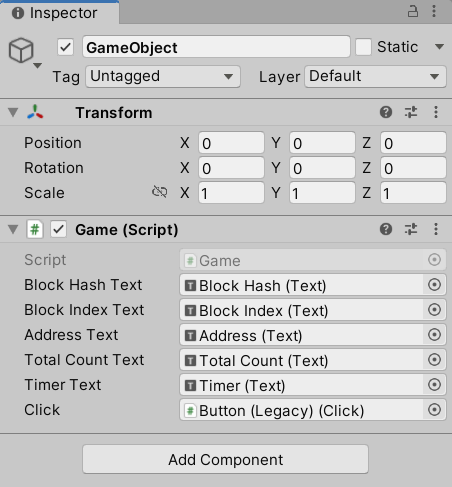 Inspector
GameObject Static
Tag Untagged Layer Default
Transform
Position X 0 Y 0 Z 0
Rotation X 0 Y 0 Z 0
Scale X 1 Y 1 Z 1
# Game (Script)
Script # Game
Block Hash Text T Block Hash (Text)
Block Index Text T Block Index (Text)
Address Text T Address (Text)
Total Count Text T Total Count (Text)
Timer Text T Timer (Text)
Click # Button (Legacy) (Click)
Add Component